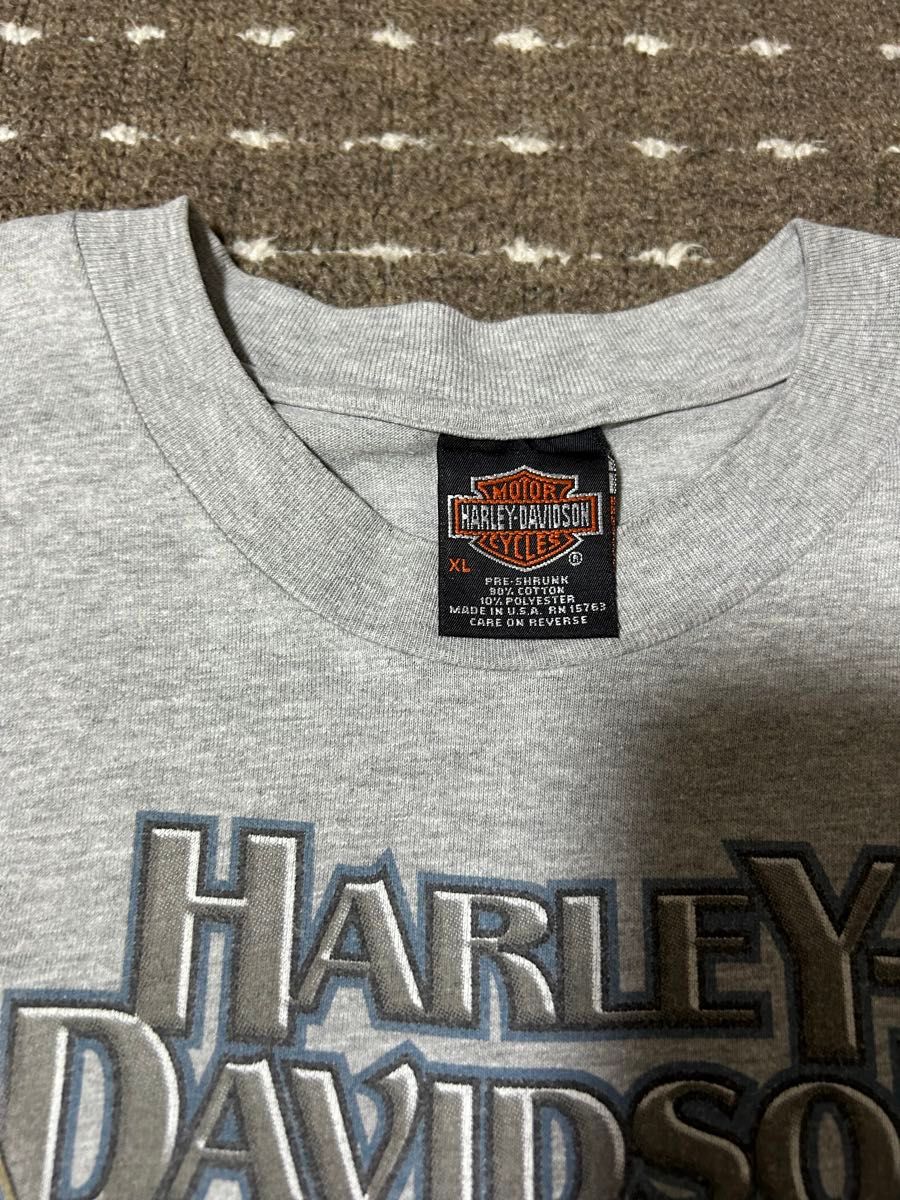 MOTOR
HARLEY-DAVIDSON
CYCLES
®
XL
PRE-SHRUNK
90% COTTON
10% POLYESTER
MADE IN U.S.A. RN 15763
CARE ON REVERSE
HARLEY-
DAVIDSO